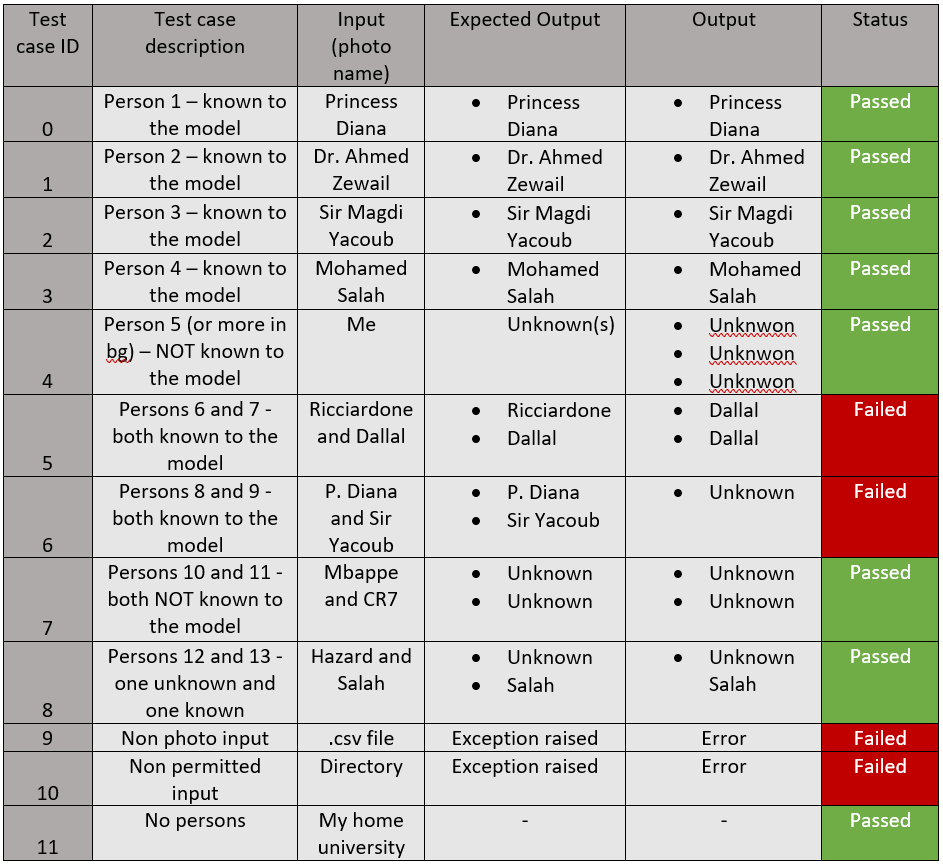 Test case ID | Test case description | Input (photo name) | Expected Output | Output | Status
0 | Person 1 – known to the model | Princess Diana | • Princess Diana | • Princess Diana | Passed
1 | Person 2 – known to the model | Dr. Ahmed Zewail | • Dr. Ahmed Zewail | • Dr. Ahmed Zewail | Passed
2 | Person 3 – known to the model | Sir Magdi Yacoub | • Sir Magdi Yacoub | • Sir Magdi Yacoub | Passed
3 | Person 4 – known to the model | Mohamed Salah | • Mohamed Salah | • Mohamed Salah | Passed
4 | Person 5 (or more in bg) – NOT known to the model | Me | Unknown(s) | • Unknwon • Unknwon • Unknwon | Passed
5 | Persons 6 and 7 - both known to the model | Ricciardone and Dallal | • Ricciardone • Dallal | • Dallal • Dallal | Failed
6 | Persons 8 and 9 - both known to the model | P. Diana and Sir Yacoub | • P. Diana • Sir Yacoub | • Unknown | Failed
7 | Persons 10 and 11 - both NOT known to the model | Mbappe and CR7 | • Unknown • Unknown | • Unknown • Unknown | Passed
8 | Persons 12 and 13 - one unknown and one known | Hazard and Salah | • Unknown • Salah | • Unknown Salah | Passed
9 | Non photo input | .csv file | Exception raised | Error | Failed
10 | Non permitted input | Directory | Exception raised | Error | Failed
11 | No persons | My home university | - | - | Passed